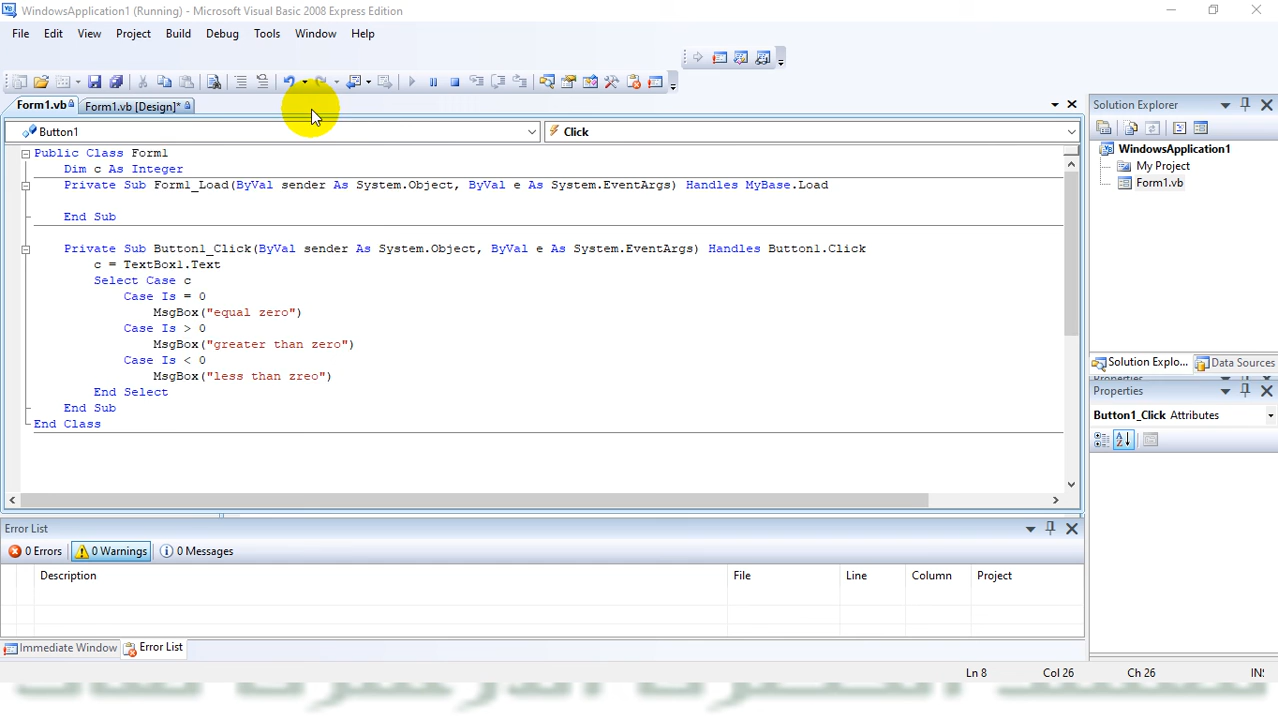 WindowsApplication1 (Running) - Microsoft Visual Basic 2008 Express Edition
File Edit View Project Build Debug Tools Window Help
Form1.vb Form1.vb [Design]*
Solution Explorer
Button1 Click
WindowsApplication1
My Project
Form1.vb
Public Class Form1
Dim c As Integer
Private Sub Form1_Load(ByVal sender As System.Object, ByVal e As System.EventArgs) Handles MyBase.Load
End Sub
Private Sub Button1_Click(ByVal sender As System.Object, ByVal e As System.EventArgs) Handles Button1.Click
c = TextBox1.Text
Select Case c
Case Is = 0
MsgBox("equal zero")
Case Is > 0
MsgBox("greater than zero")
Case Is < 0
MsgBox("less than zreo")
End Select
End Sub
End Class
Solution Explo... Data Sources
Properties
Properties
Button1_Click Attributes
Error List
0 Errors 0 Warnings 0 Messages
Description File Line Column Project
Immediate Window Error List
Ln 8 Col 26 Ch 26 INS